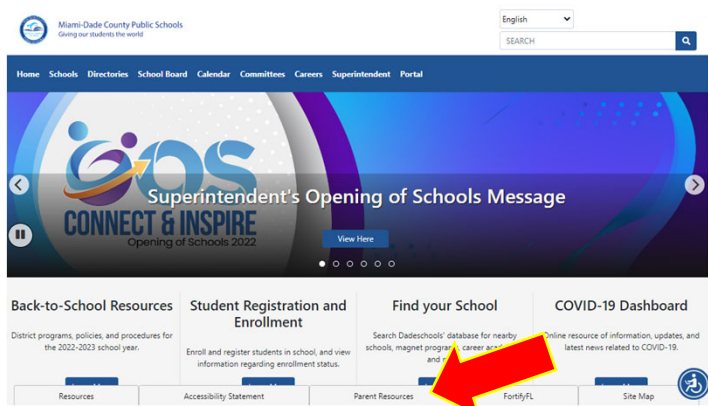 Miami-Dade County Public Schools
Giving our students the world
English
SEARCH
Home Schools Directories School Board Calendar Committees Careers Superintendent Portal
CONNECT & INSPIRE
Opening of Schools 2022
Superintendent's Opening of Schools Message
View Here
Back-to-School Resources
District programs, policies, and procedures for
the 2022-2023 school year.
Student Registration and
Enrollment
Enroll and register students in school, and view
information regarding enrollment status.
Find your School
Search Dadeschools' database for nearby
schools, magnet programs, career
and
COVID-19 Dashboard
Online resource of information, updates, and
latest news related to COVID-19.
Resources
Accessibility Statement
Parent Resources
FortifyFL
Site Map